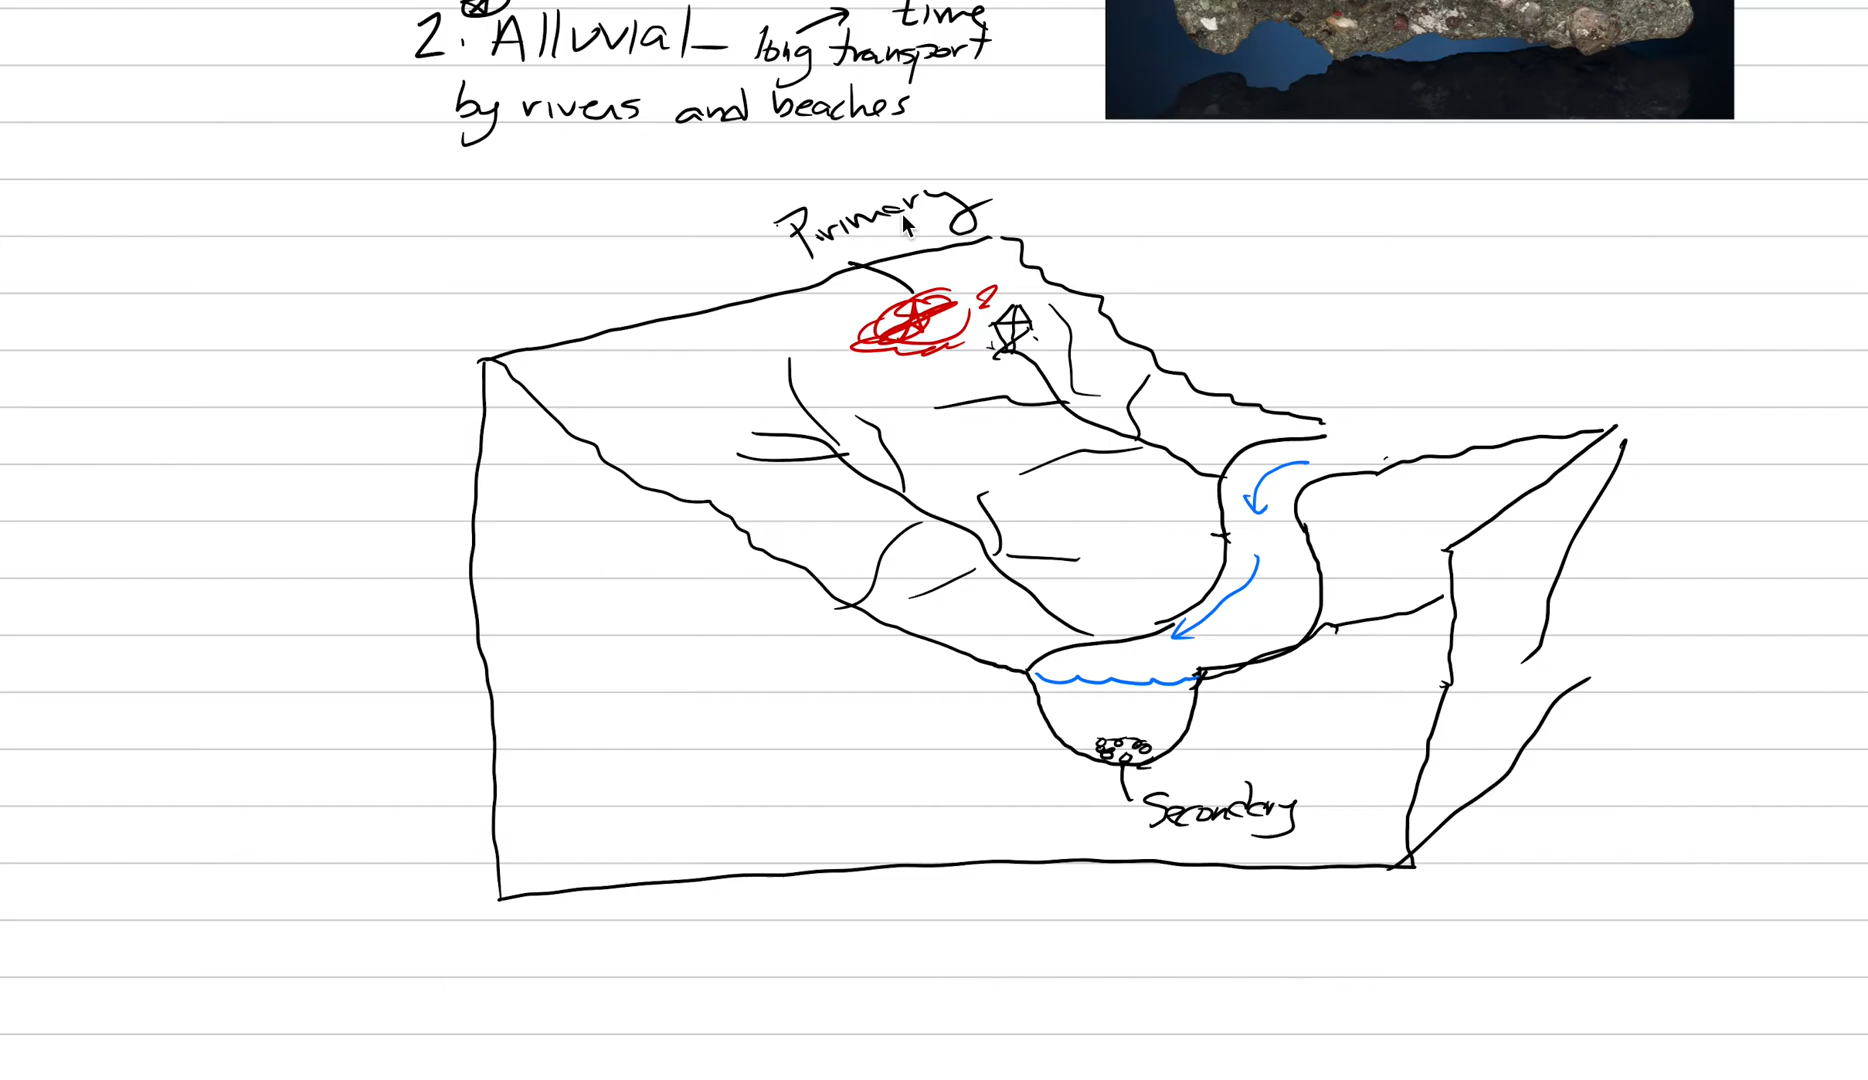 time
2. Alluvial – long transport
by rivers and beaches
Primary
Secondary